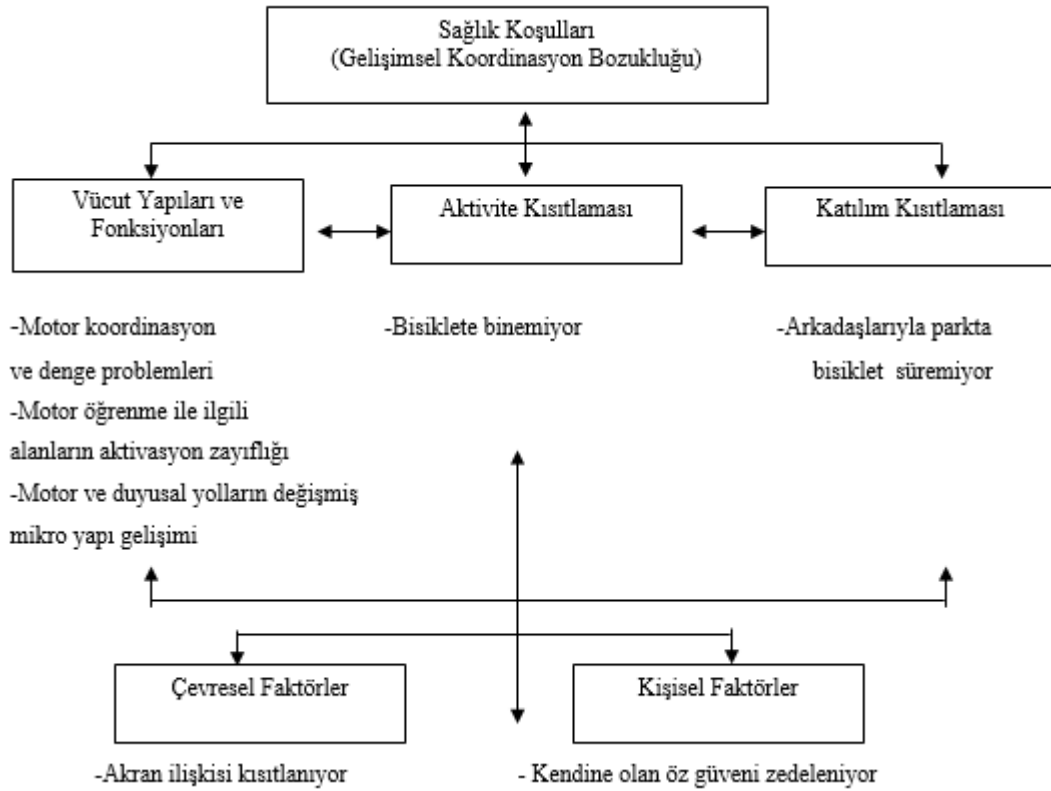 Sağlık Koşulları
(Gelişimsel Koordinasyon Bozukluğu)
Vücut Yapıları ve
Fonksiyonları
Aktivite Kısıtlaması
Katılım Kısıtlaması
-Motor koordinasyon
ve denge problemleri
-Motor öğrenme ile ilgili
alanların aktivasyon zayıflığı
-Motor ve duyusal yolların değişmiş
mikro yapı gelişimi
-Bisiklete binemiyor
-Arkadaşlarıyla parkta
bisiklet süremiyor
Çevresel Faktörler
Kişisel Faktörler
-Akran ilişkisi kısıtlanıyor
- Kendine olan öz güveni zedeleniyor